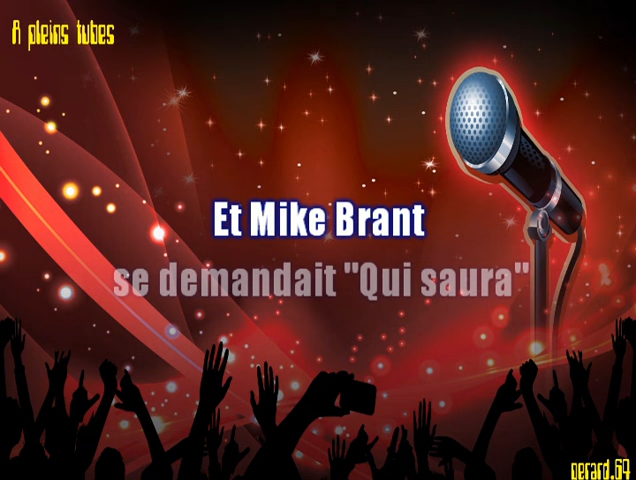 A pleins tubes
Et Mike Brant
se demandait "Qui saura"
gerard.69